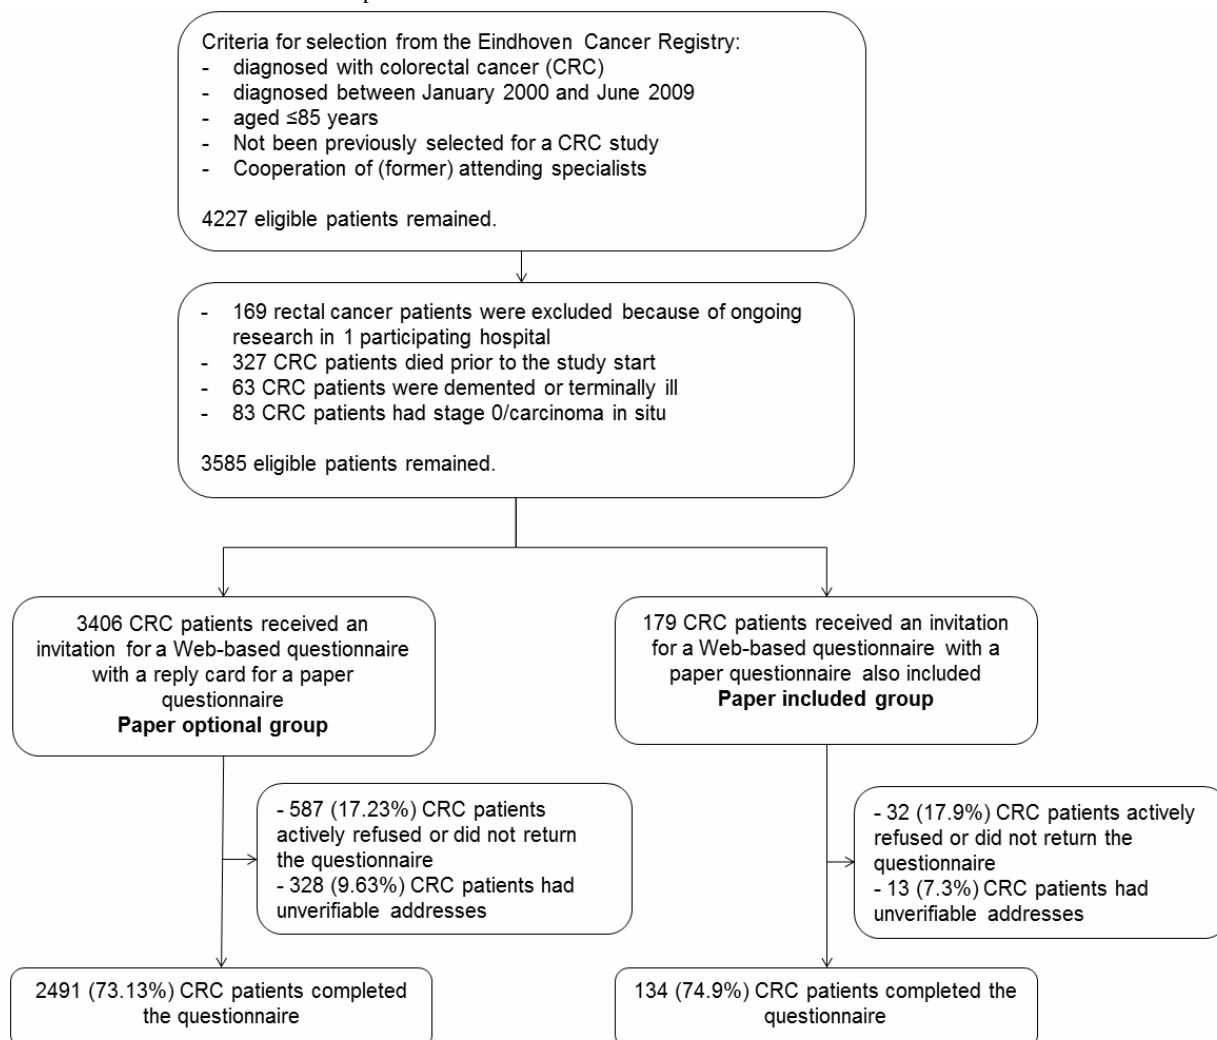 Criteria for selection from the Eindhoven Cancer Registry:
- diagnosed with colorectal cancer (CRC)
- diagnosed between January 2000 and June 2009
- aged ≤85 years
- Not been previously selected for a CRC study
- Cooperation of (former) attending specialists
4227 eligible patients remained.
- 169 rectal cancer patients were excluded because of ongoing
research in 1 participating hospital
- 327 CRC patients died prior to the study start
- 63 CRC patients were demented or terminally ill
- 83 CRC patients had stage 0/carcinoma in situ
3585 eligible patients remained.
3406 CRC patients received an
invitation for a Web-based questionnaire
with a reply card for a paper
questionnaire
Paper optional group
179 CRC patients received an invitation
for a Web-based questionnaire with a
paper questionnaire also included
Paper included group
- 587 (17.23%) CRC patients
actively refused or did not return
the questionnaire
- 328 (9.63%) CRC patients had
unverifiable addresses
- 32 (17.9%) CRC patients actively
refused or did not return the
questionnaire
- 13 (7.3%) CRC patients had
unverifiable addresses
2491 (73.13%) CRC patients completed
the questionnaire
134 (74.9%) CRC patients completed the
questionnaire